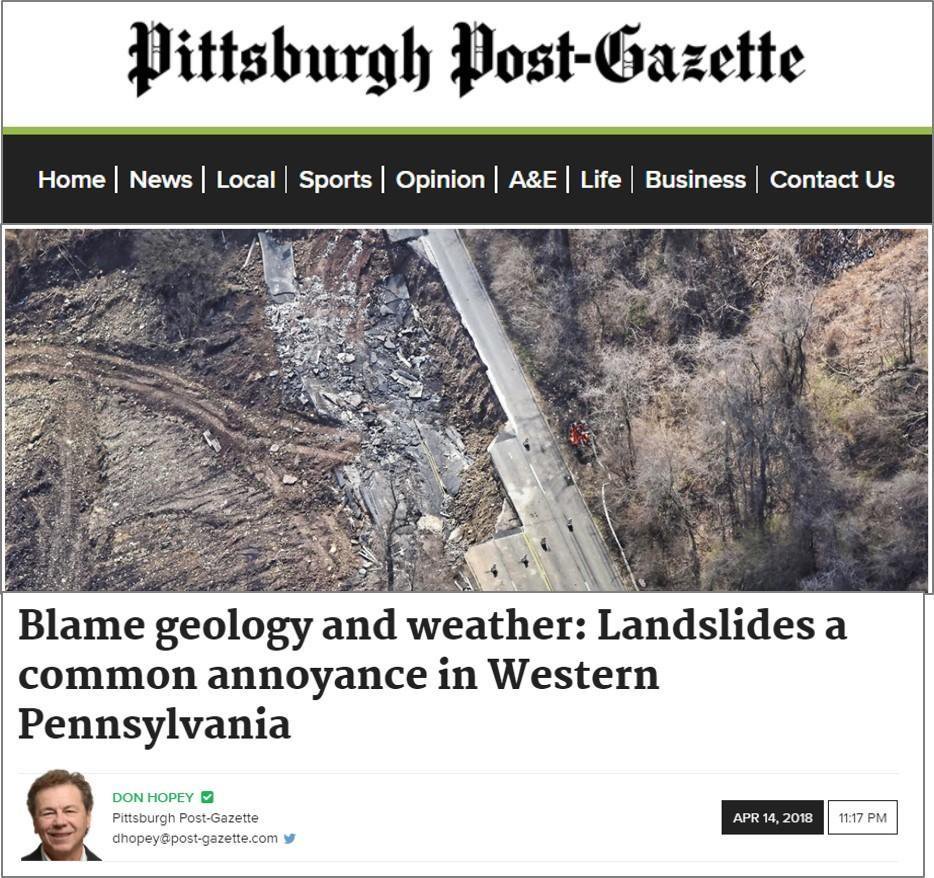 Pittsburgh Post-Gazette
Home | News | Local | Sports | Opinion | A&E | Life | Business | Contact Us
Blame geology and weather: Landslides a
common annoyance in Western
Pennsylvania
DON HOPEY
Pittsburgh Post-Gazette
dhopey@post-gazette.com
APR 14, 2018 11:17 PM